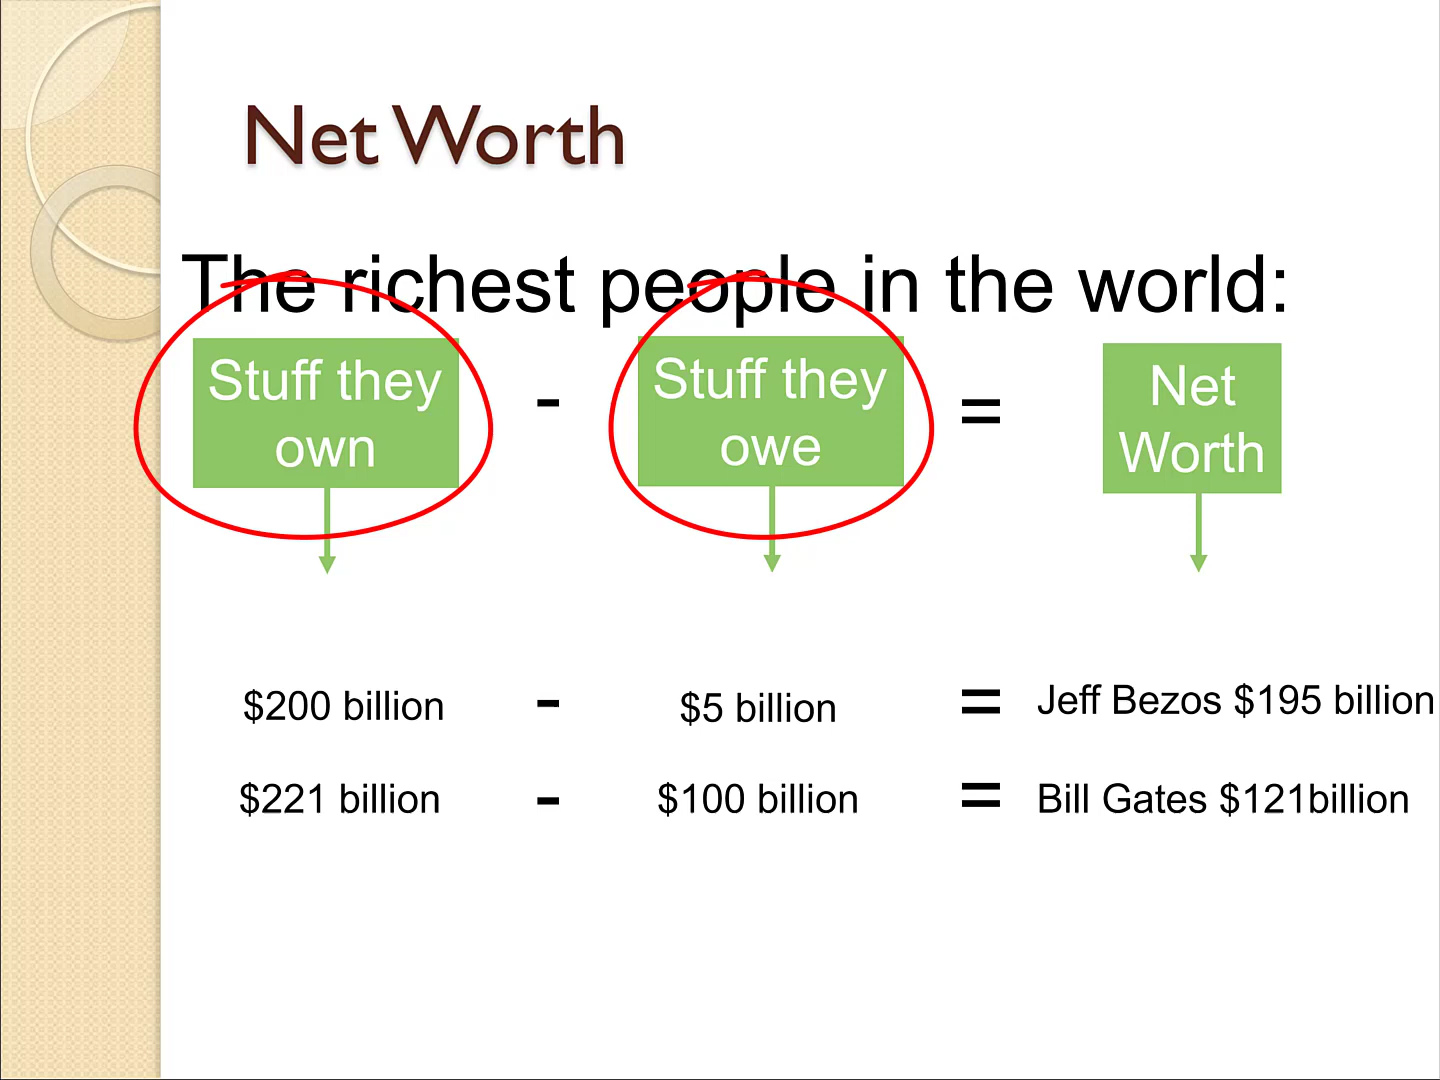 Net Worth
The richest people in the world:
Stuff they
own
-
Stuff they
owe
=
Net
Worth
$200 billion - $5 billion = Jeff Bezos $195 billion
$221 billion - $100 billion = Bill Gates $121billion